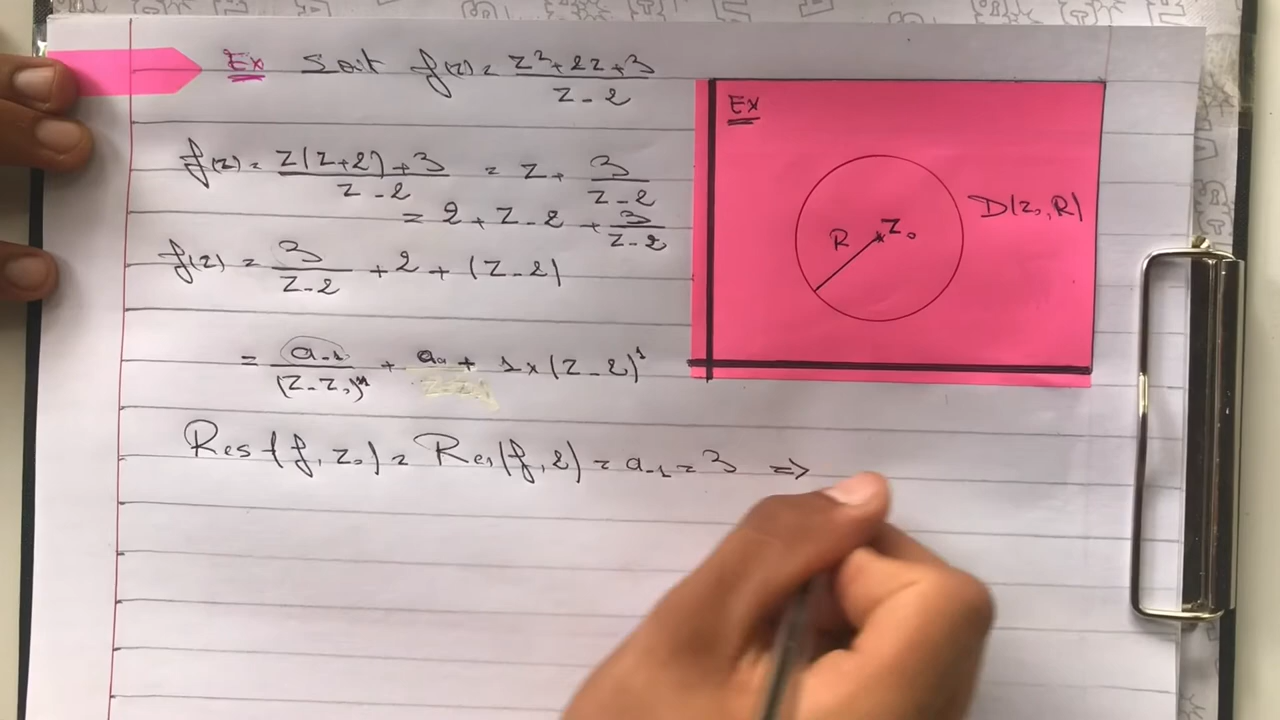 Ex Soit f(z) = z²+2z+3 / z-2
f(z) = z(z+2)+3 / z-2 = z + 3 / z-2
= 2 + z-2 + 3 / z-2
f(z) = 3 / z-2 + 2 + (z-2)
= a-1 / (z-z₀) + a₀ + 1×(z-2)¹
Res(f,z₀) = Res(f,2) = a-1 = 3 =>
Ex
R
z₀
D(z₀,R)